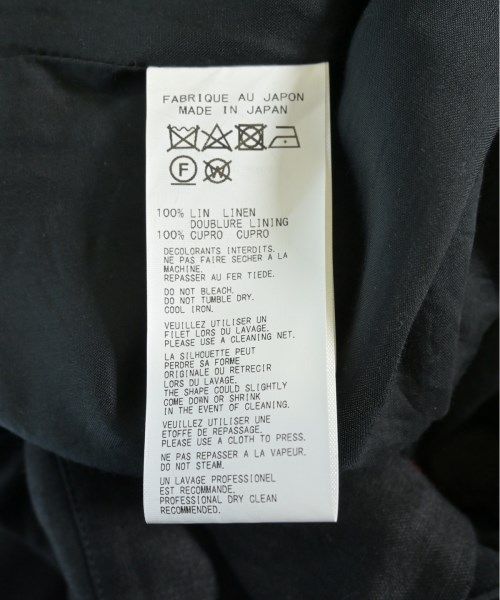 FABRIQUE AU JAPON
MADE IN JAPAN
F W
100% LIN LINEN
DOUBLURE LINING
100% CUPRO CUPRO
DECOLORANTS INTERDITS.
NE PAS FAIRE SECHER A LA
MACHINE.
REPASSER AU FER TIEDE.
DO NOT BLEACH.
DO NOT TUMBLE DRY.
COOL IRON.
VEUILLEZ UTILISER UN
FILET LORS DU LAVAGE.
PLEASE USE A CLEANING NET.
LA SILHOUETTE PEUT
PERDRE SA FORME
ORIGINALE OU RETRECIR
LORS DU LAVAGE.
THE SHAPE COULD SLIGHTLY
COME DOWN OR SHRINK
IN THE EVENT OF CLEANING.
VEUILLEZ UTILISER UNE
ETOFFE DE REPASSAGE.
PLEASE USE A CLOTH TO PRESS.
NE PAS REPASSER A LA VAPEUR.
DO NOT STEAM.
UN LAVAGE PROFESSIONEL
EST RECOMMANDE.
PROFESSIONAL DRY CLEAN
RECOMMENDED.